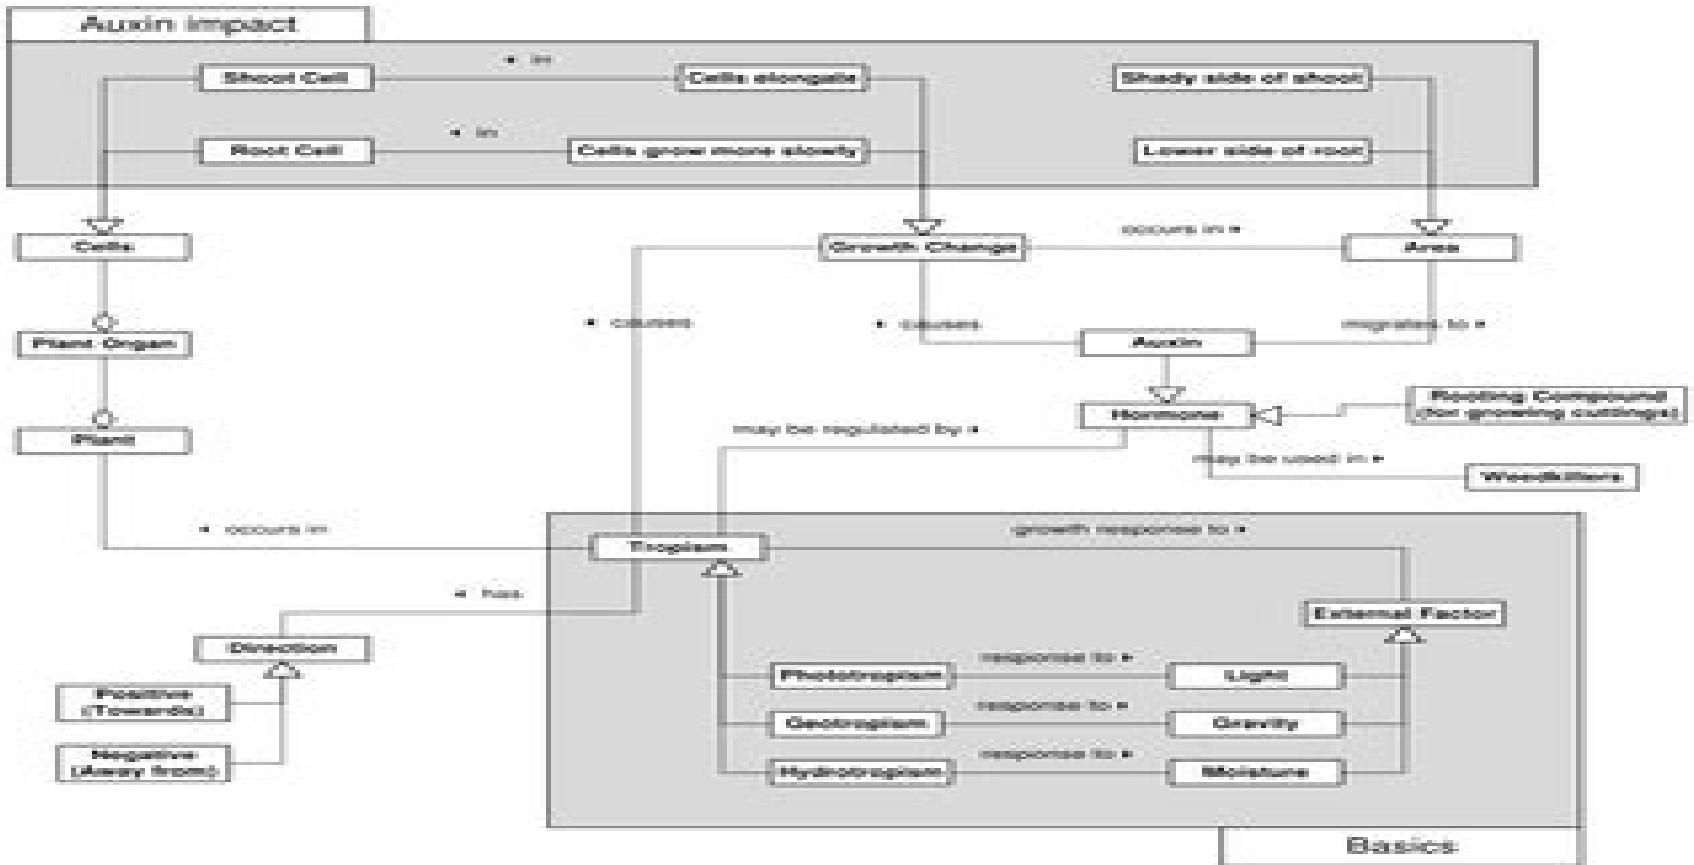 Auxin impact
Shoot Cell
◂ in
Cells elongate
Shady side of shoot
Root Cell
◂ in
Cells grow more slowly
Lower side of root
Cells
Growth Change
occurs in ▸
Area
◂ causes
◂ causes
migrates to ▸
Plant Organ
Auxin
Hormone
Rooting Compound
(for growing cuttings)
Plant
may be regulated by ▸
may be used in ▸
Weedkillers
◂ occurs in
Tropism
growth response to ▸
◂ has
External Factor
Direction
Phototropism
response to ▸
Light
Positive
(Towards)
Geotropism
response to ▸
Gravity
Negative
(Away from)
Hydrotropism
response to ▸
Moisture
Basics